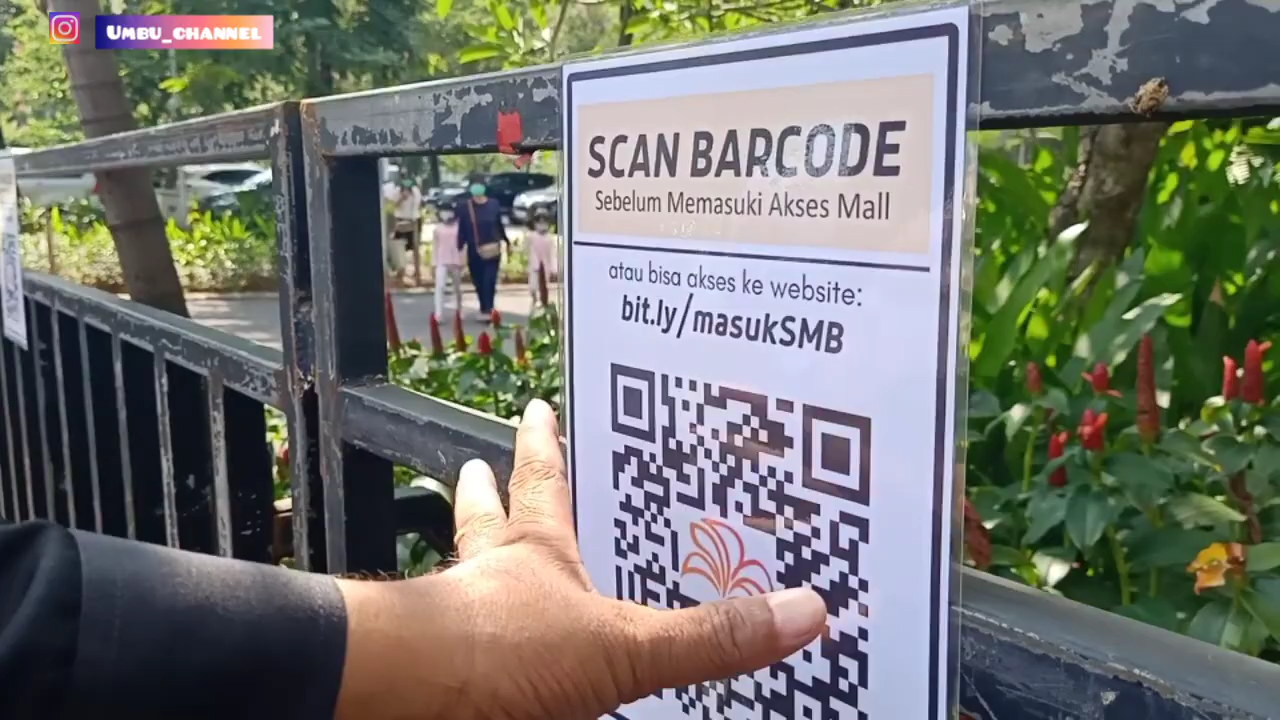 Umbu_channel
SCAN BARCODE
Sebelum Memasuki Akses Mall
atau bisa akses ke website:
bit.ly/masukSMB